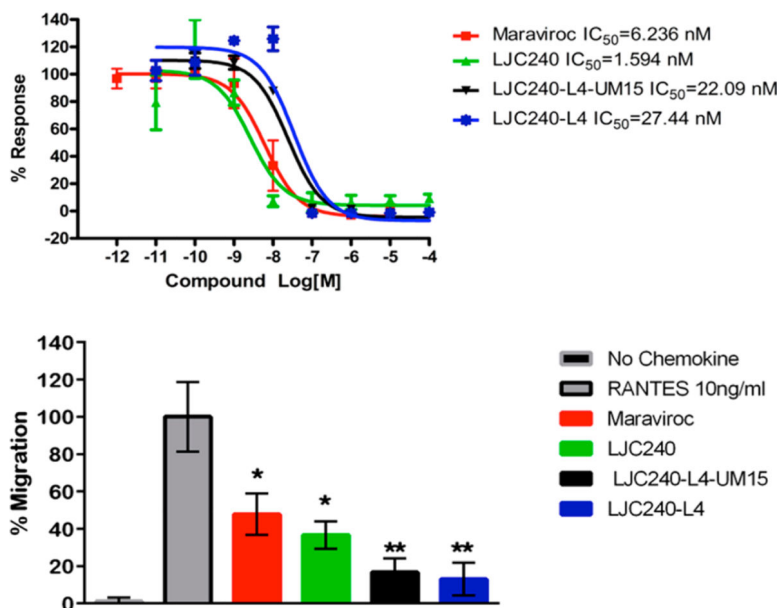 140
120
100
80
60
40
20
0
-20
% Response
-12 -11 -10 -9 -8 -7 -6 -5 -4
Compound Log[M]
Maraviroc IC50=6.236 nM
LJC240 IC50=1.594 nM
LJC240-L4-UM15 IC50=22.09 nM
LJC240-L4 IC50=27.44 nM
140
120
100
80
60
40
20
0
% Migration
*
*
**
**
No Chemokine
RANTES 10ng/ml
Maraviroc
LJC240
LJC240-L4-UM15
LJC240-L4